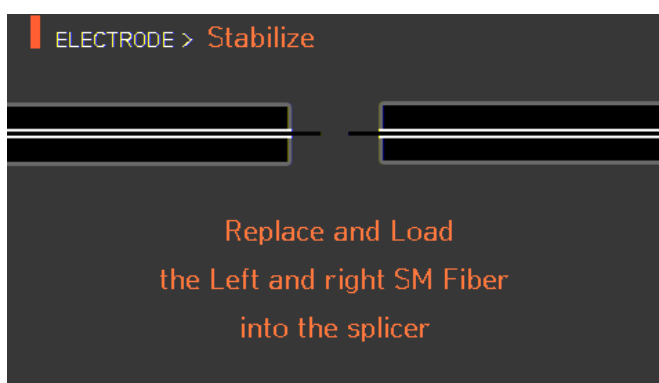 ELECTRODE > Stabilize
Replace and Load
the Left and right SM Fiber
into the splicer